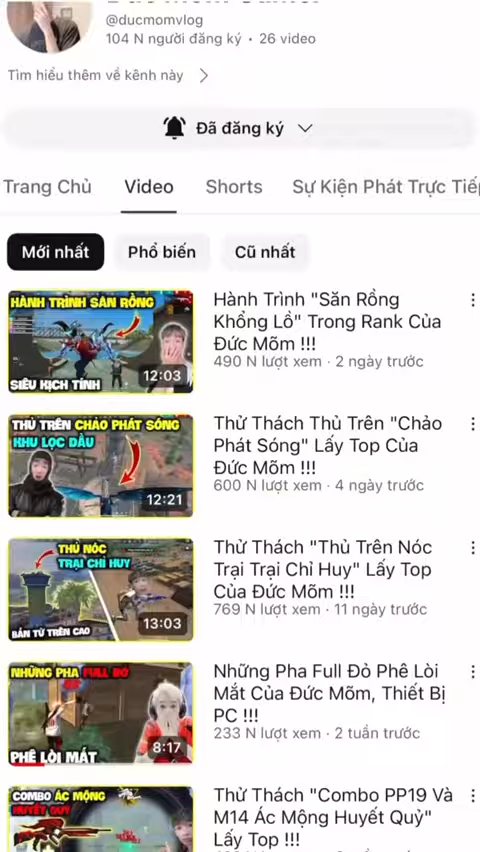 @ducmomvlog
104 N người đăng ký • 26 video
Tìm hiểu thêm về kênh này
Đã đăng ký
Trang Chủ
Video
Shorts
Sự Kiện Phát Trực Tiế
Mới nhất
Phổ biến
Cũ nhất
HÀNH TRÌNH SĂN RỒNG
SIÊU KỊCH TÍNH
12:03
Hành Trình "Săn Rồng
Khổng Lồ" Trong Rank Của
Đức Mõm !!!
490 N lượt xem · 2 ngày trước
THỦ TRÊN CHẢO PHÁT SÓNG
KHU LỌC DẦU
12:21
Thử Thách Thủ Trên "Chảo
Phát Sóng" Lấy Top Của
Đức Mõm !!!
600 N lượt xem · 4 ngày trước
THỦ NÓC
TRẠI CHỈ HUY
BẮN TỪ TRÊN CAO
13:03
Thử Thách "Thủ Trên Nóc
Trại Trại Chỉ Huy" Lấy Top
Của Đức Mõm !!!
769 N lượt xem · 11 ngày trước
NHỮNG PHA FULL ĐỎ
PHÊ LÒI MẮT
8:17
Những Pha Full Đỏ Phê Lòi
Mắt Của Đức Mõm, Thiết Bị
PC !!!
233 N lượt xem · 2 tuần trước
COMBO ÁC MỘNG
HUYẾT QUỶ
Thử Thách "Combo PP19 Và
M14 Ác Mộng Huyết Quỷ"
Lấy Top !!!